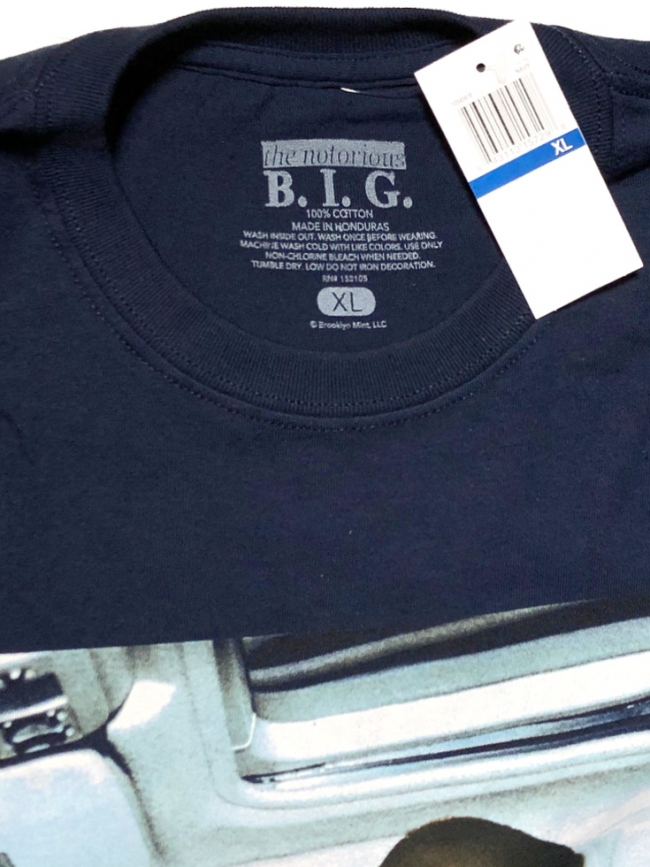 the notorious
B. I. G.
100% COTTON
MADE IN HONDURAS
WASH INSIDE OUT. WASH ONCE BEFORE WEARING.
MACHINE WASH COLD WITH LIKE COLORS. USE ONLY
NON-CHLORINE BLEACH WHEN NEEDED.
TUMBLE DRY. LOW DO NOT IRON DECORATION.
RN# 153105
XL
© Brooklyn Mint, LLC
XL